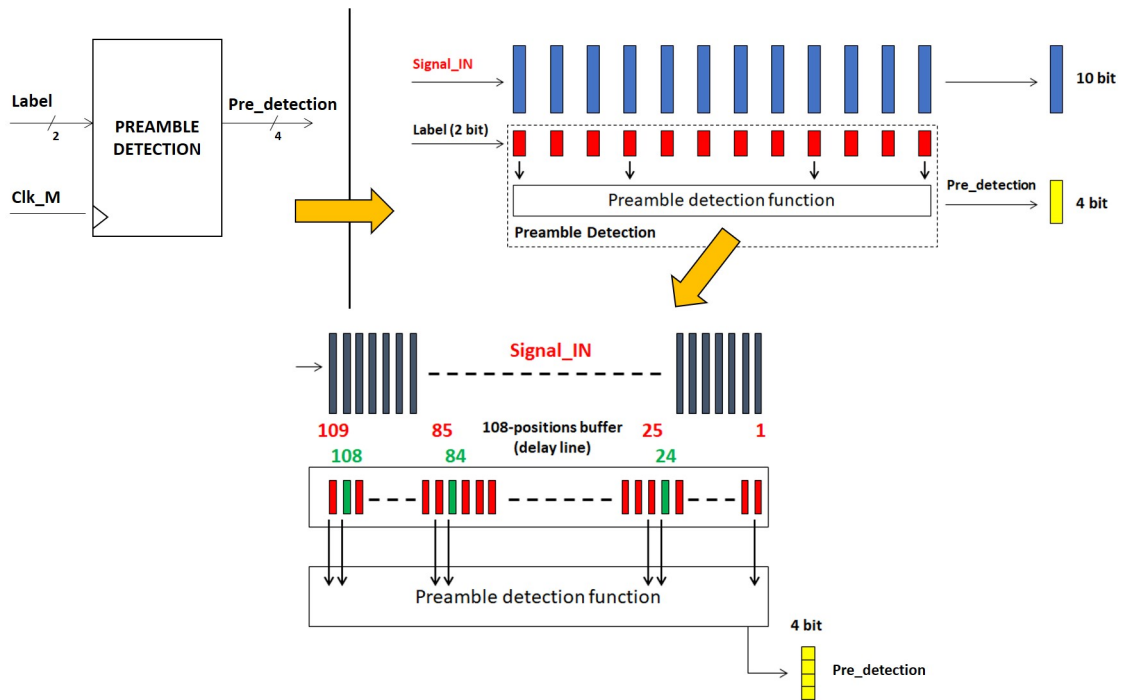 Label
2
Clk_M
PREAMBLE
DETECTION
Pre_detection
4
Signal_IN
10 bit
Label (2 bit)
Preamble detection function
Preamble Detection
Pre_detection
4 bit
Signal_IN
109
85
108-positions buffer
(delay line)
25
1
108
84
24
Preamble detection function
4 bit
Pre_detection